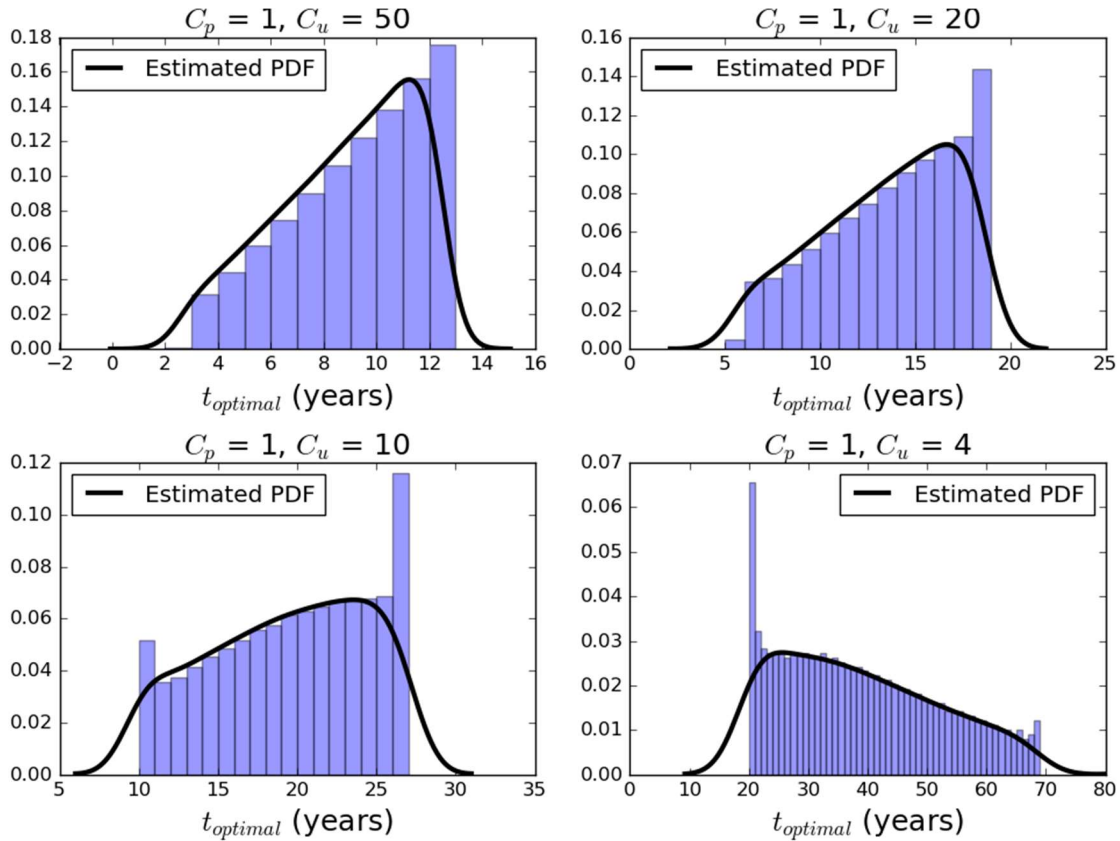 C_p = 1, C_u = 50
0.18
0.16
0.14
0.12
0.10
0.08
0.06
0.04
0.02
0.00
Estimated PDF
−2 0 2 4 6 8 10 12 14 16
t_optimal (years)
C_p = 1, C_u = 20
0.16
0.14
0.12
0.10
0.08
0.06
0.04
0.02
0.00
Estimated PDF
0 5 10 15 20 25
t_optimal (years)
C_p = 1, C_u = 10
0.12
0.10
0.08
0.06
0.04
0.02
0.00
Estimated PDF
5 10 15 20 25 30 35
t_optimal (years)
C_p = 1, C_u = 4
0.07
0.06
0.05
0.04
0.03
0.02
0.01
0.00
Estimated PDF
0 10 20 30 40 50 60 70 80
t_optimal (years)